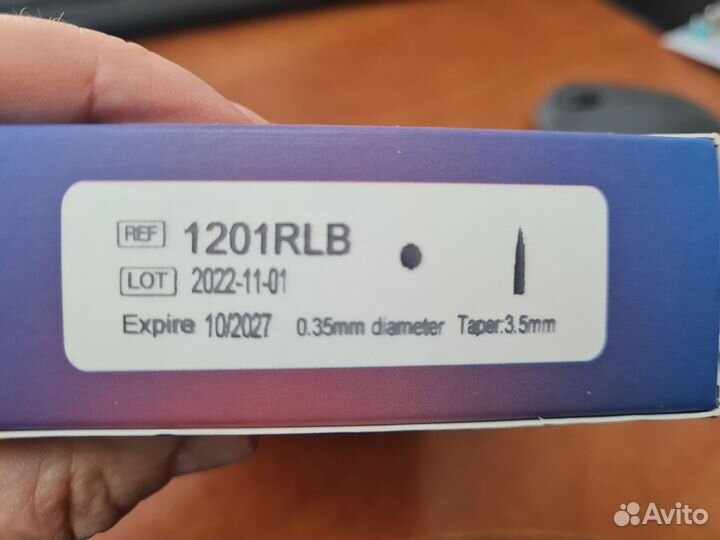 REF 1201RLB
LOT 2022-11-01
Expire 10/2027 0.35mm diameter Taper:3.5mm
Avito